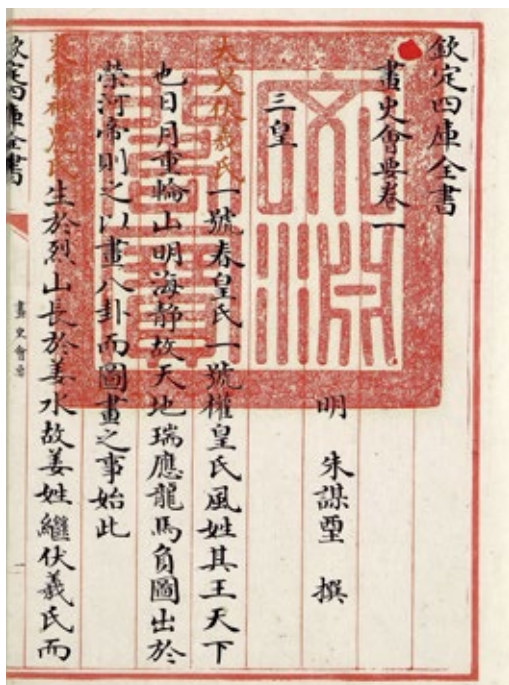 欽定四庫全書
畫史會要卷一
明 朱謀垔 撰
三皇
太昊伏羲氏一號春皇氏一號權皇氏風姓其王天下
也日月重輪山明海静故天地瑞應龍馬負圖出於
榮河帝則之以畫八卦而圖畫之事始此
炎帝神農氏生於烈山長於姜水故姜姓繼伏羲氏而
欽定四庫全書
畫史會要
一